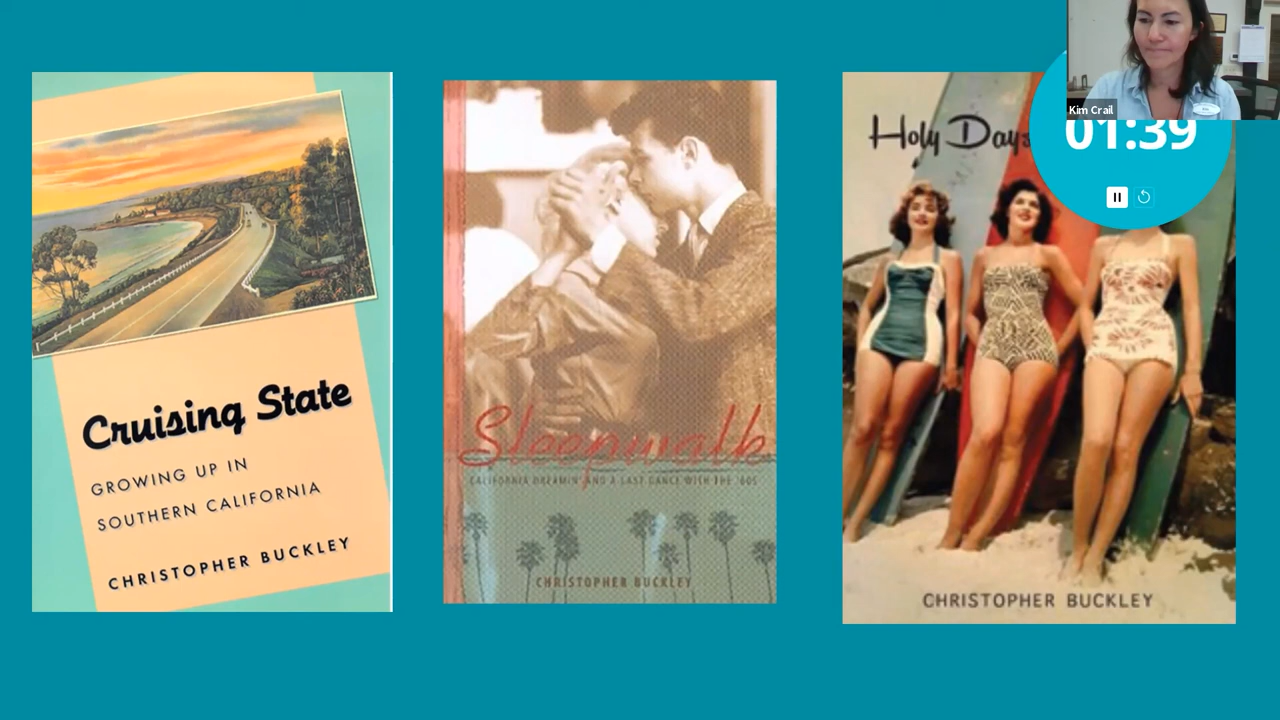 Cruising State
GROWING UP IN
SOUTHERN CALIFORNIA
CHRISTOPHER BUCKLEY
Sleepwalk
CALIFORNIA DREAMIN' AND A LAST DANCE WITH THE '60S
CHRISTOPHER BUCKLEY
Holy Days
CHRISTOPHER BUCKLEY
Kim Crail
01:39